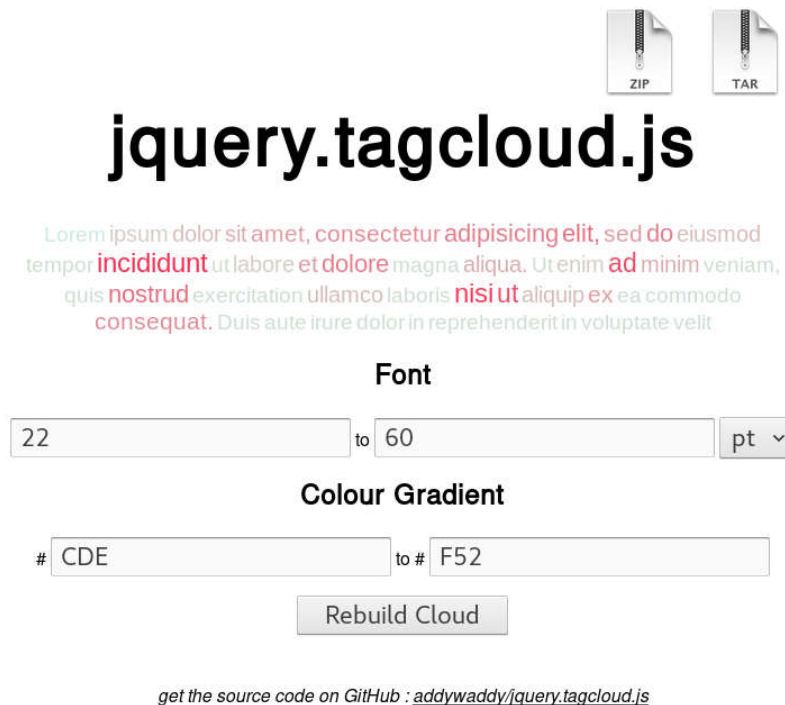 ZIP TAR
jquery.tagcloud.js
Lorem ipsum dolor sit amet, consectetur adipisicing elit, sed do eiusmod
tempor incididunt ut labore et dolore magna aliqua. Ut enim ad minim veniam,
quis nostrud exercitation ullamco laboris nisi ut aliquip ex ea commodo
consequat. Duis aute irure dolor in reprehenderit in voluptate velit
Font
22 to 60 pt
Colour Gradient
# CDE to # F52
Rebuild Cloud
get the source code on GitHub : addywaddy/jquery.tagcloud.js